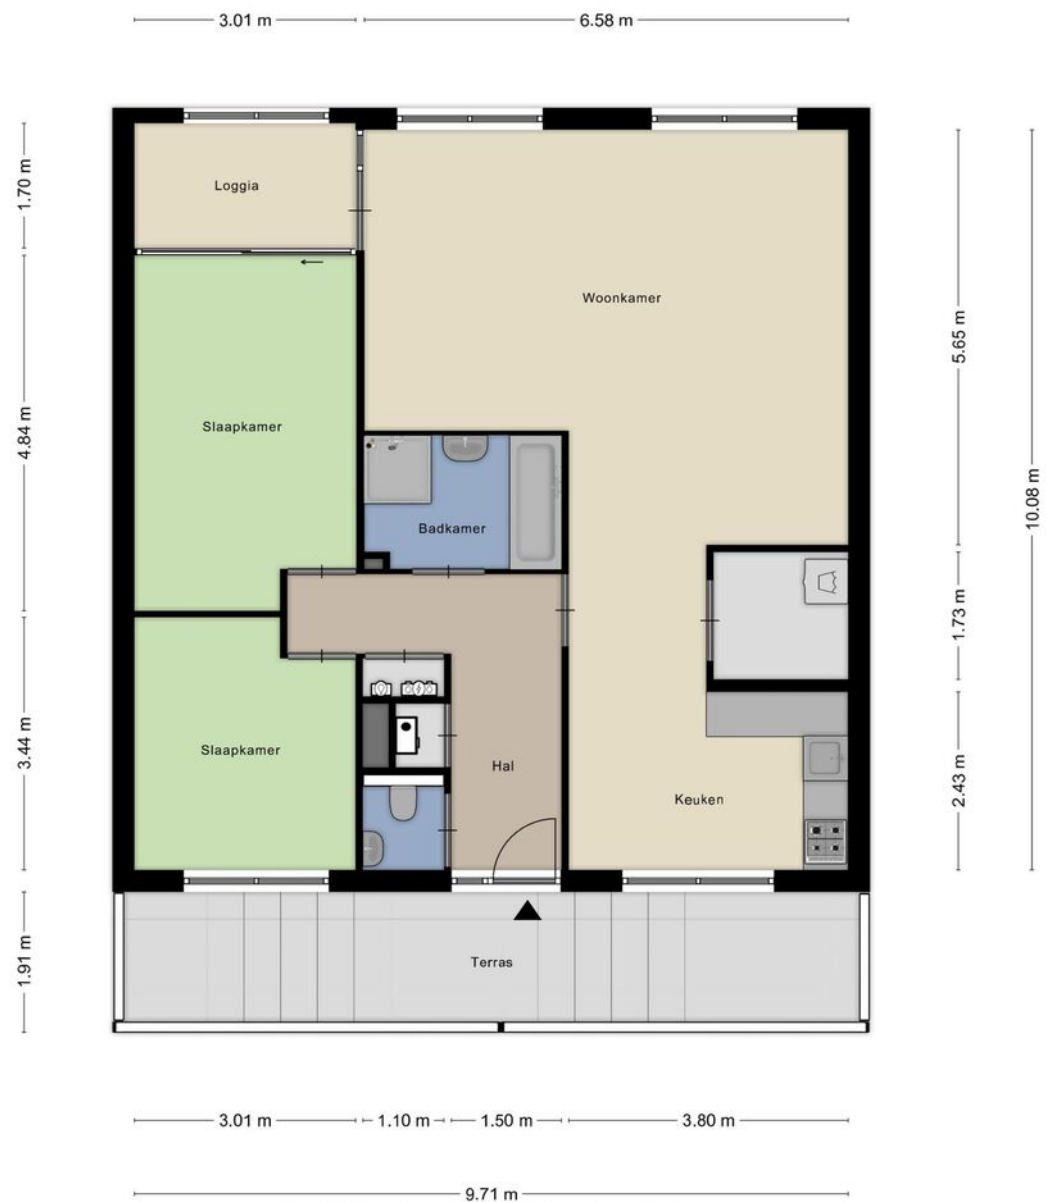 3.01 m
6.58 m
1.70 m
Loggia
Woonkamer
5.65 m
4.84 m
Slaapkamer
10.08 m
Badkamer
1.73 m
3.44 m
Slaapkamer
Hal
Keuken
2.43 m
1.91 m
Terras
3.01 m
1.10 m
1.50 m
3.80 m
9.71 m